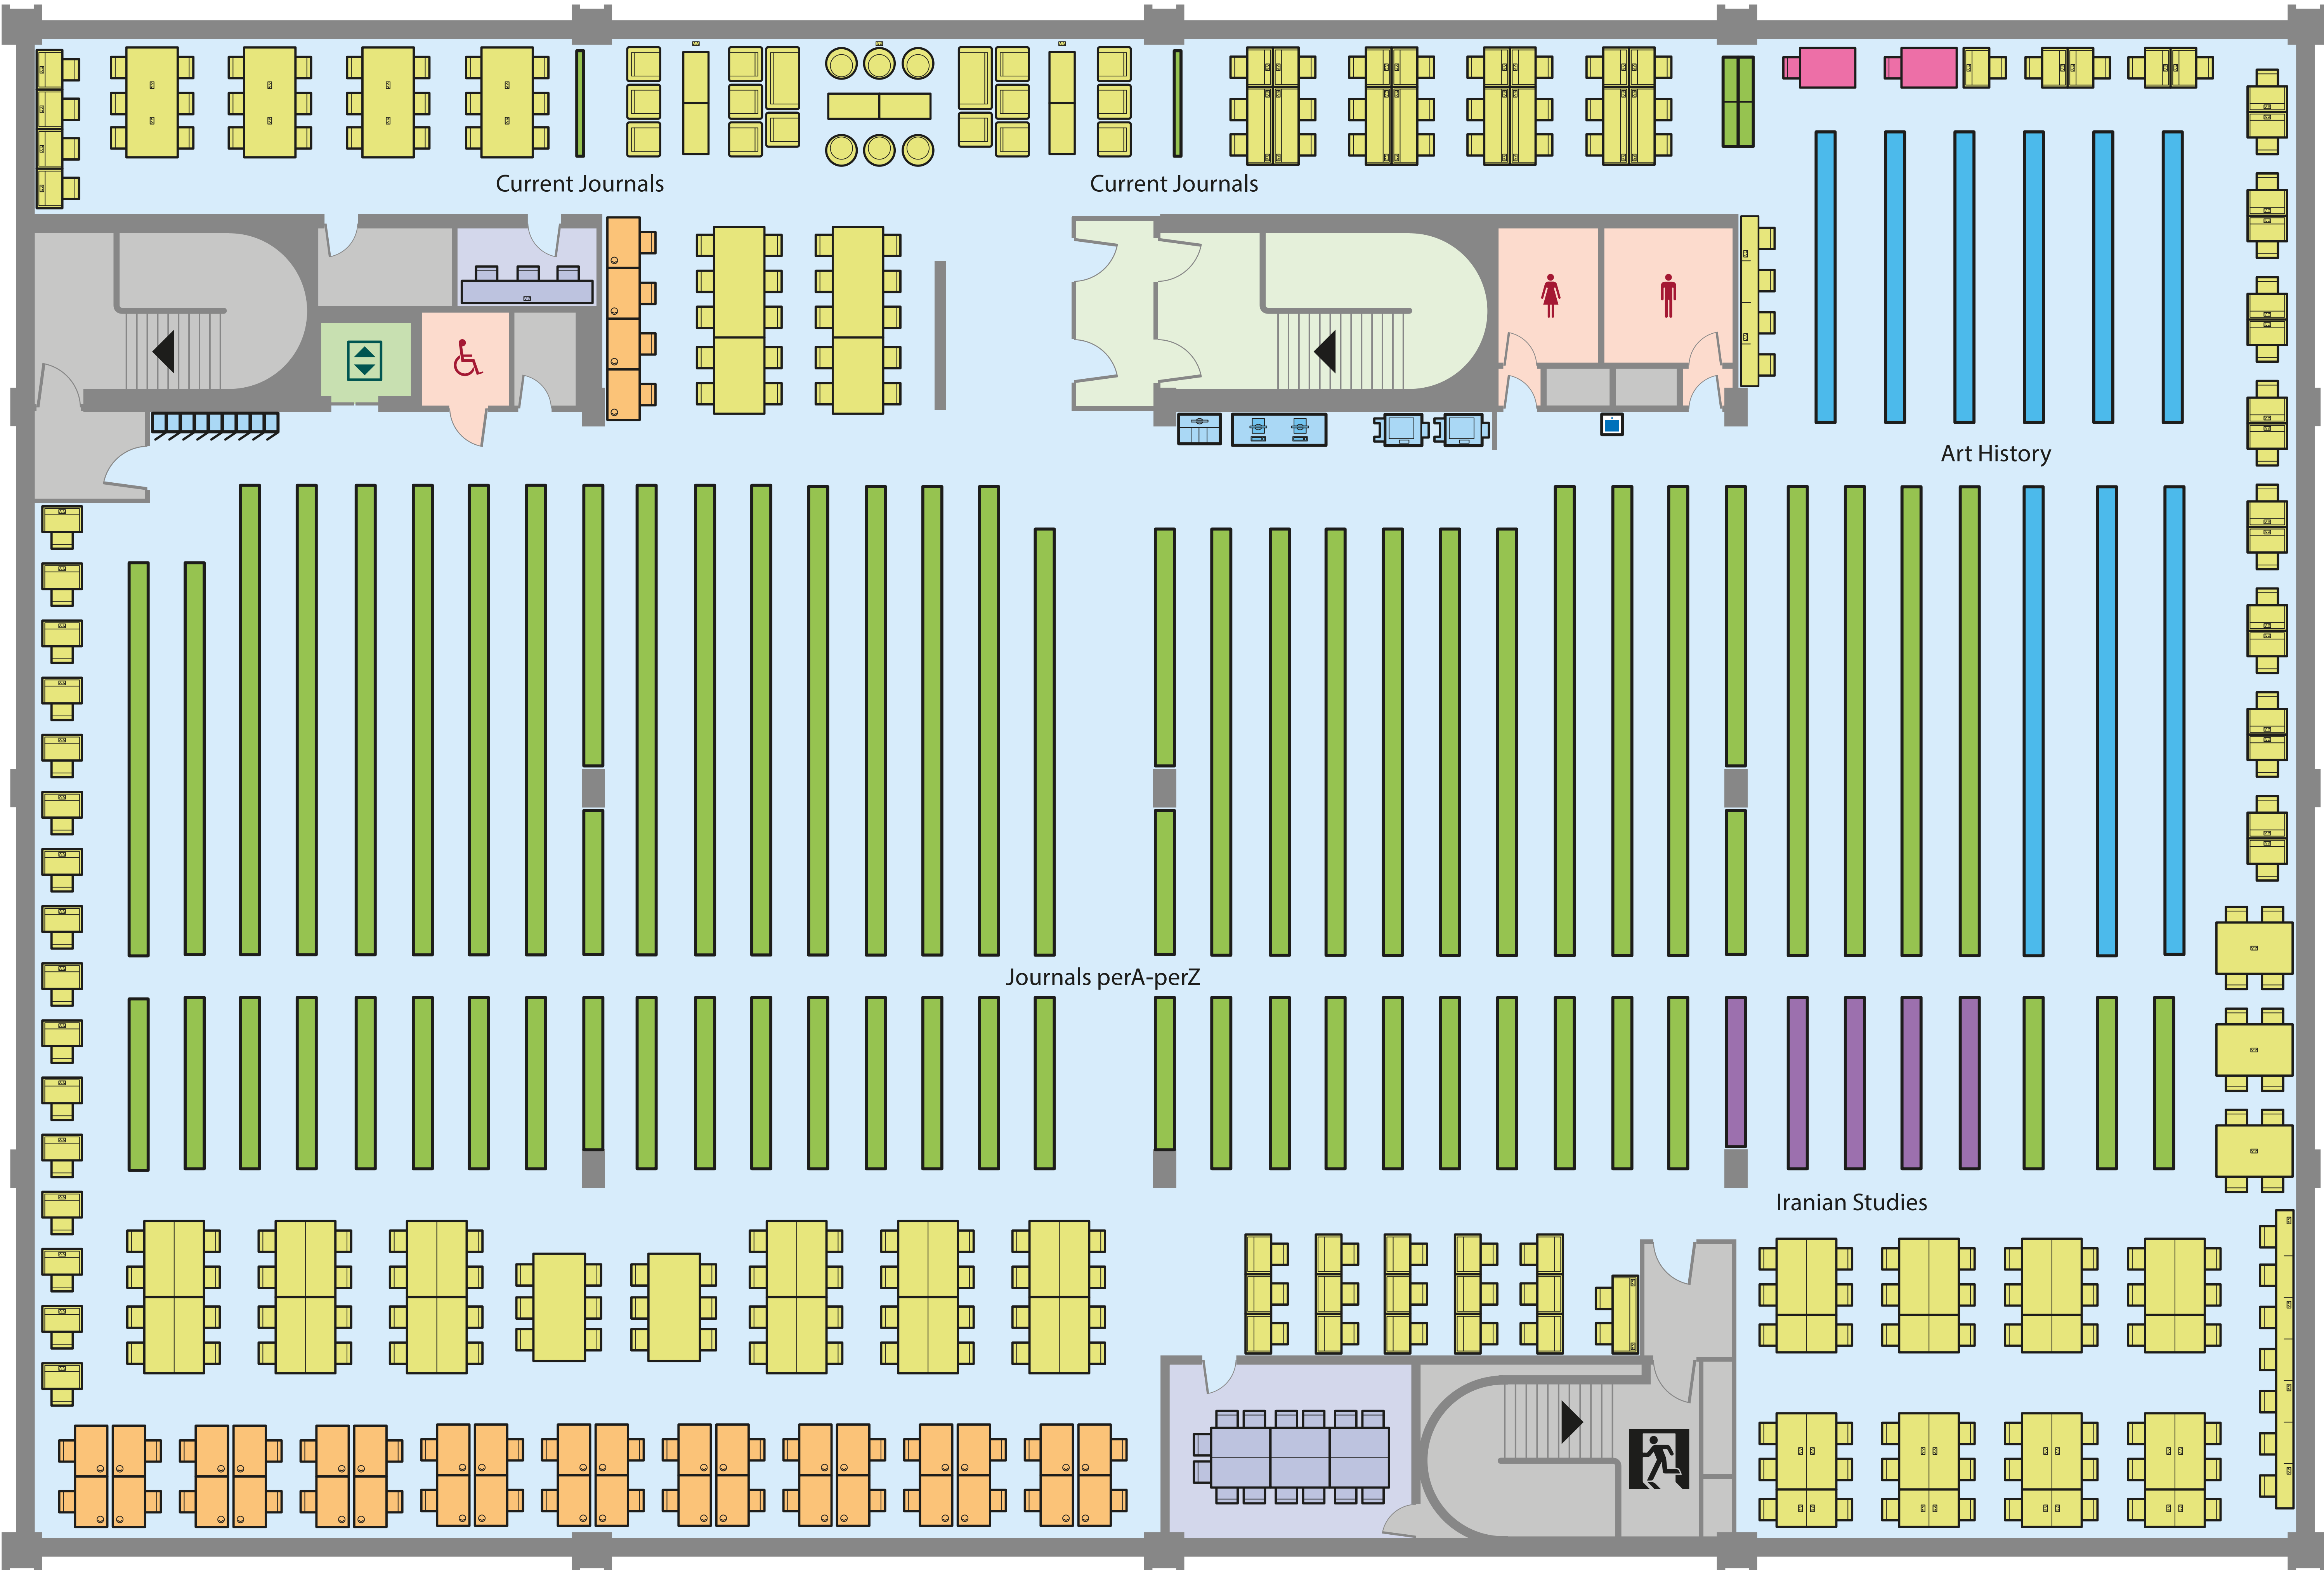 Current Journals
Current Journals
Art History
Journals perA-perZ
Iranian Studies